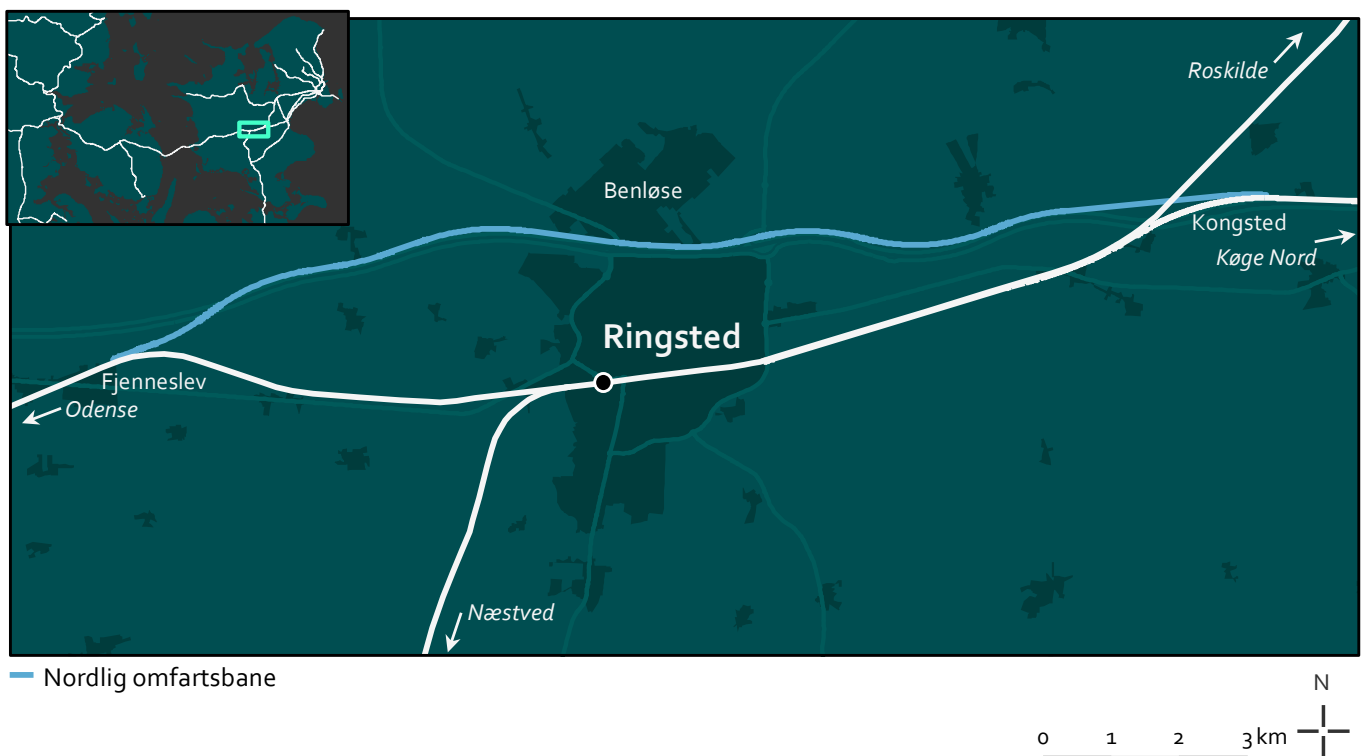 Roskilde
Benløse
Kongsted
Køge Nord
Ringsted
Fjenneslev
Odense
Næstved
Nordlig omfartsbane
N
0 1 2 3 km